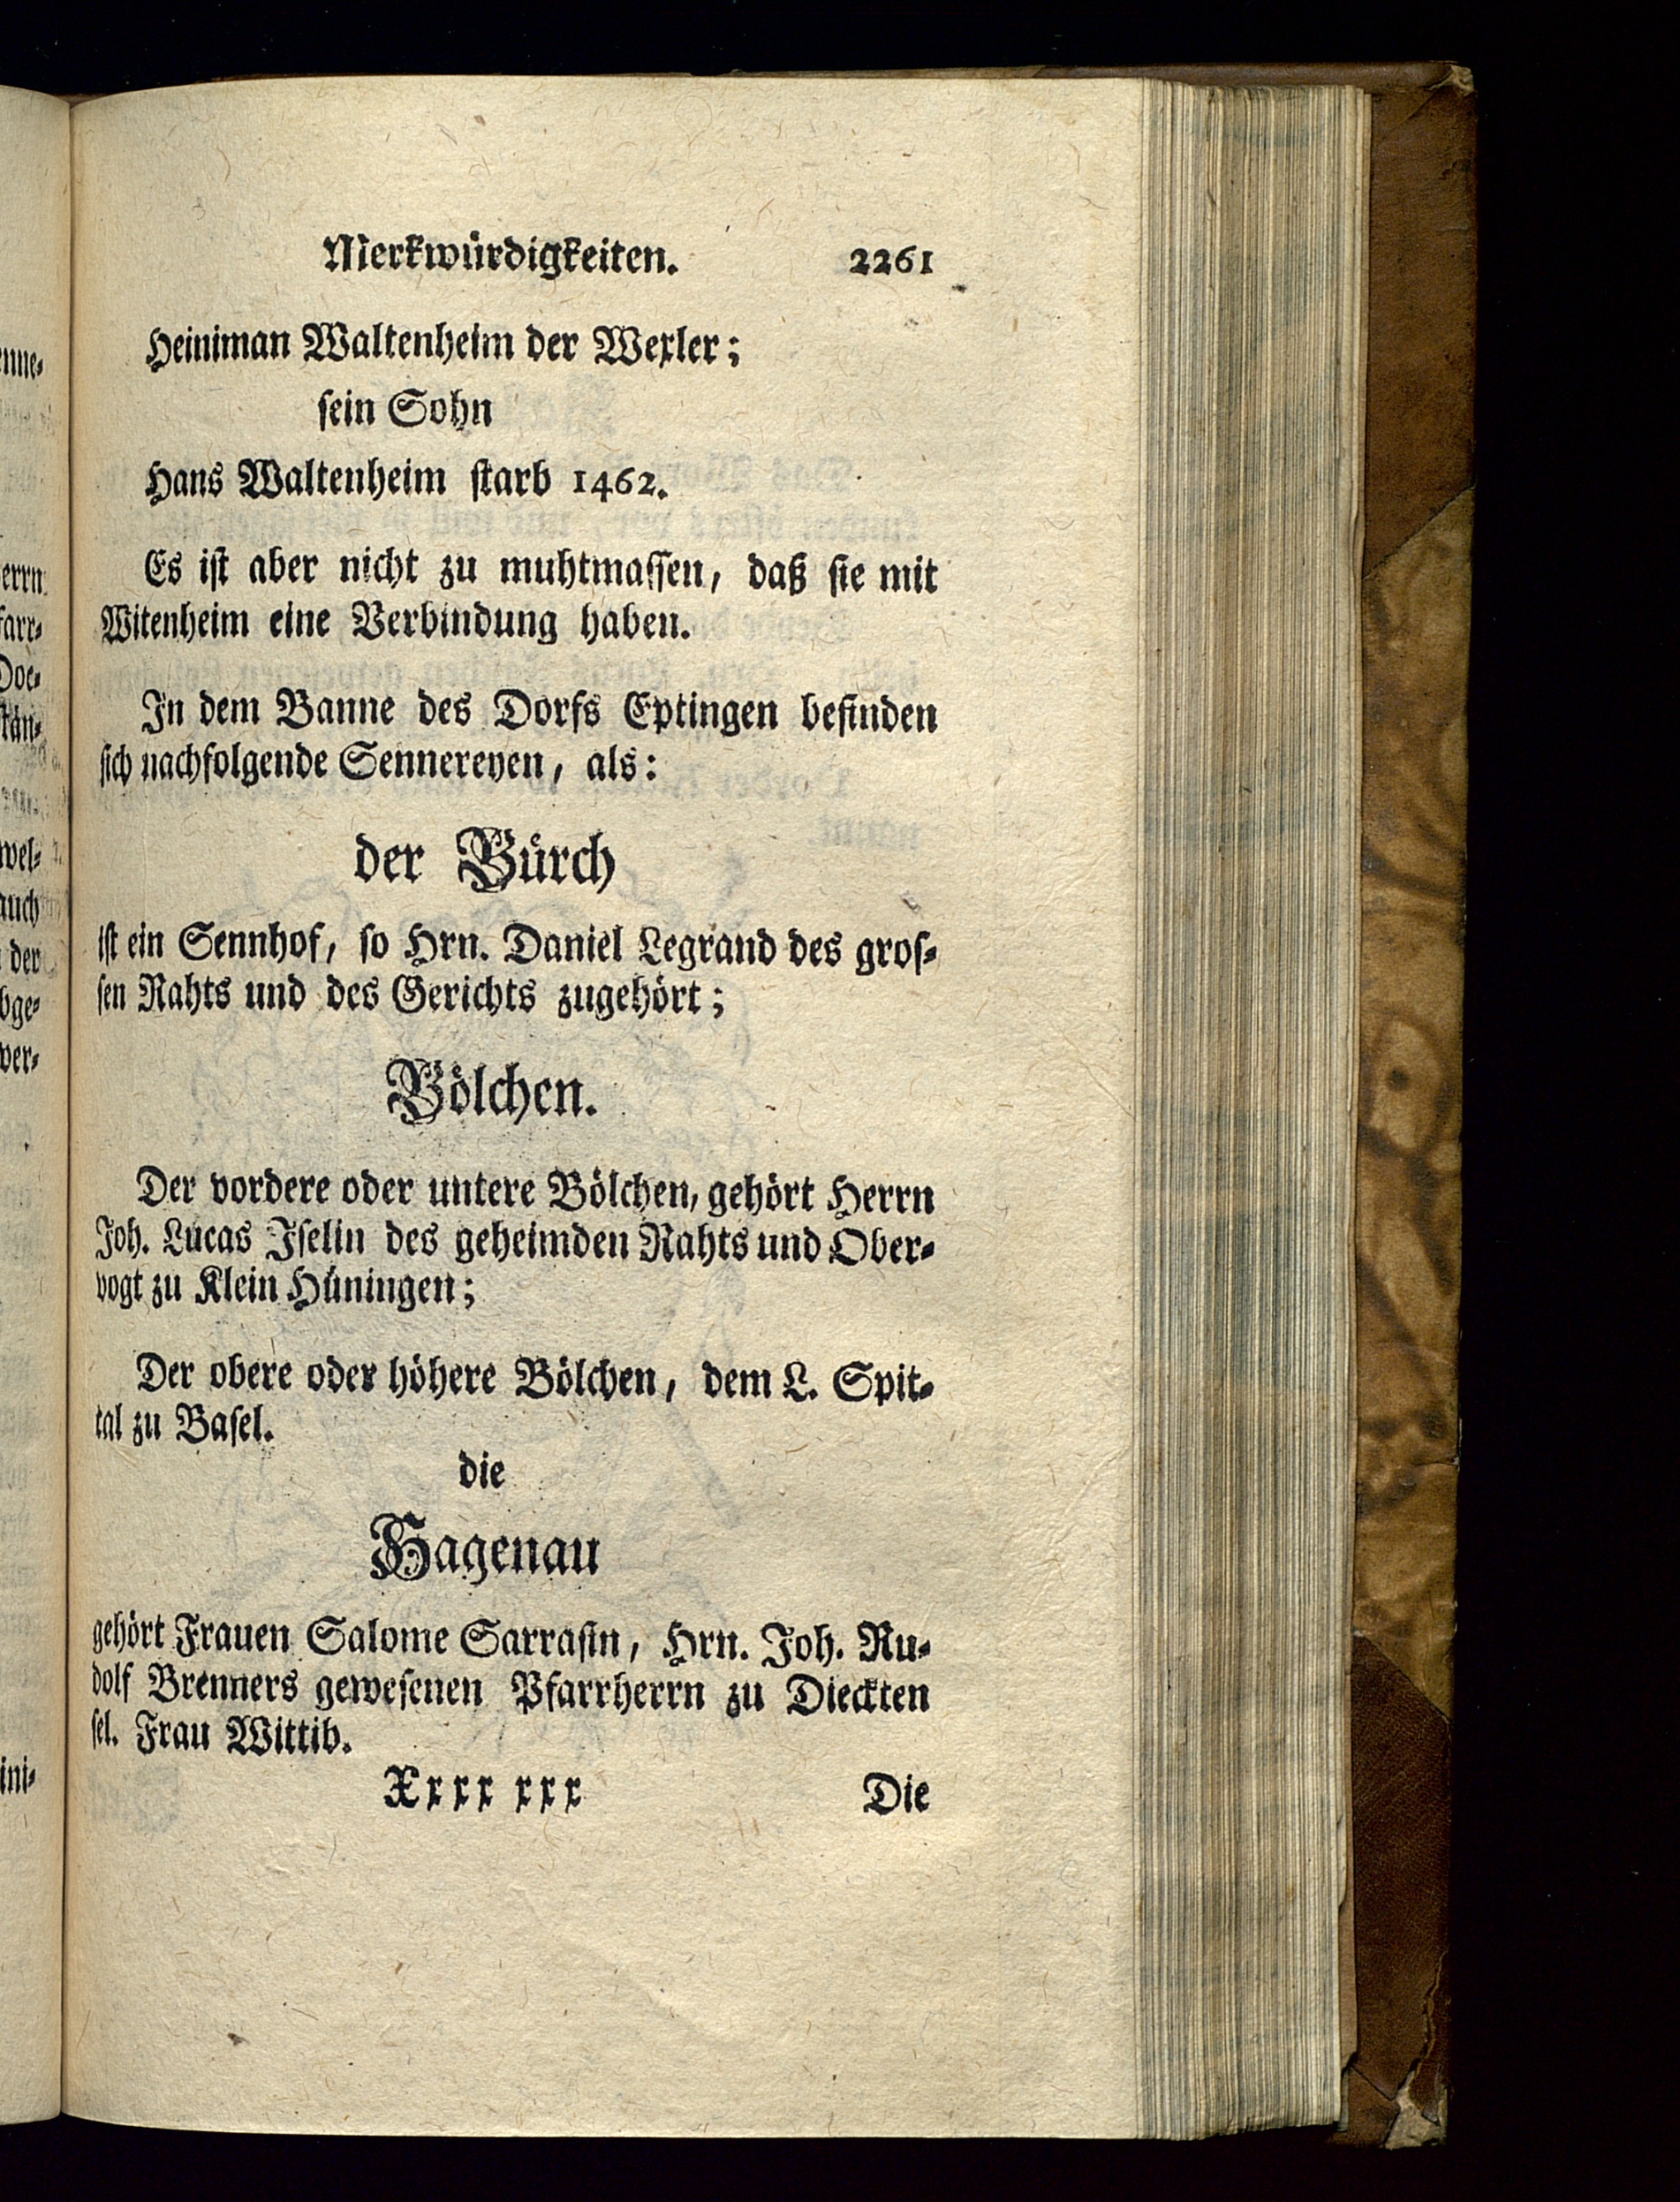 Merkwürdigkeiten. 2261
Heiniman Waltenheim der Wexler;
sein Sohn
Hans Waltenheim starb 1462.
Es ist aber nicht zu muhtmassen, daß sie mit
Witenheim eine Verbindung haben.
In dem Banne des Dorfs Eptingen befinden
sich nachfolgende Sennereyen, als:
der Bürch
ist ein Sennhof, so Hrn. Daniel Legrand des gros-
sen Rahts und des Gerichts zugehört;
Bölchen.
Der vordere oder untere Bölchen, gehört Herrn
Joh. Lucas Iselin des geheimden Rahts und Ober-
vogt zu Klein Hüningen;
Der obere oder höhere Bölchen, dem L. Spit-
tal zu Basel.
die
Hagenau
gehört Frauen Salome Sarrasin, Hrn. Joh. Ru-
dolf Brenners gewesenen Pfarrherrn zu Dieckten
sel. Frau Wittib.
Xxxx xxx Die